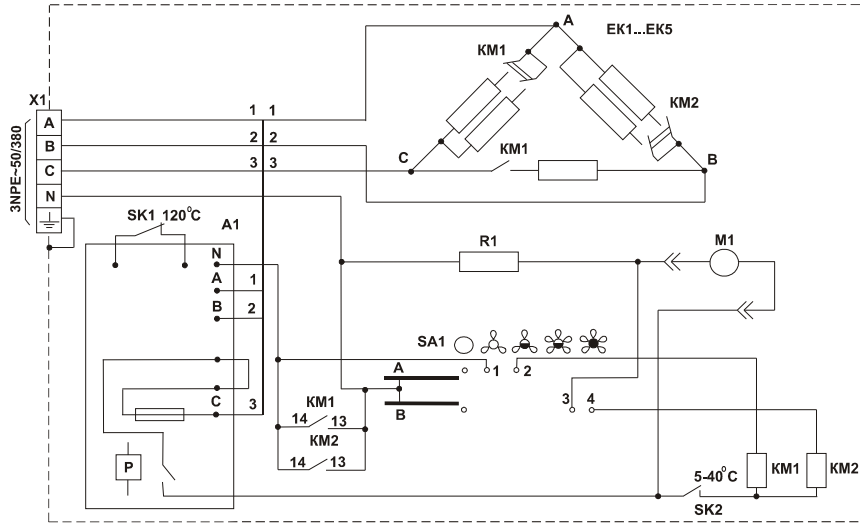 A
EK1...EK5
KM1
X1
KM2
A
1 1
B
2 2
KM1
C
B
C
3 3
N
3NPE~50/380
SK1 120°C
A1
N
R1
M1
A
1
B
2
SA1
A
1
2
C
3
KM1
B
3 4
14 13
KM2
P
14 13
5-40°C
KM1
KM2
SK2